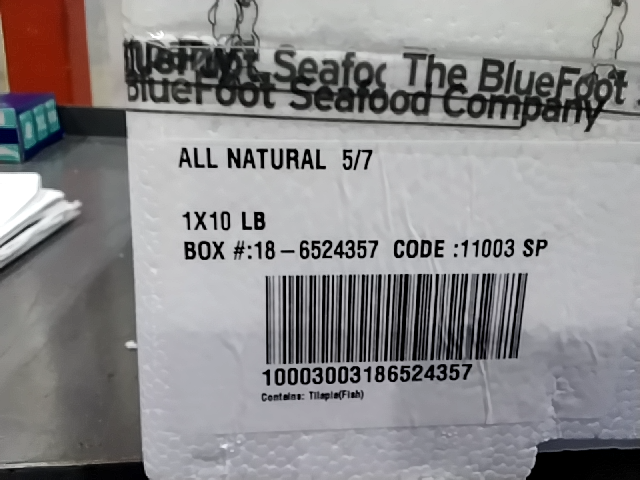 Seafoo The BlueFoot
BlueFoot Seafood Company
ALL NATURAL 5/7
1X10 LB
BOX #:18-6524357 CODE :11003 SP
10003003186524357
Contains: Tilapia(Fish)